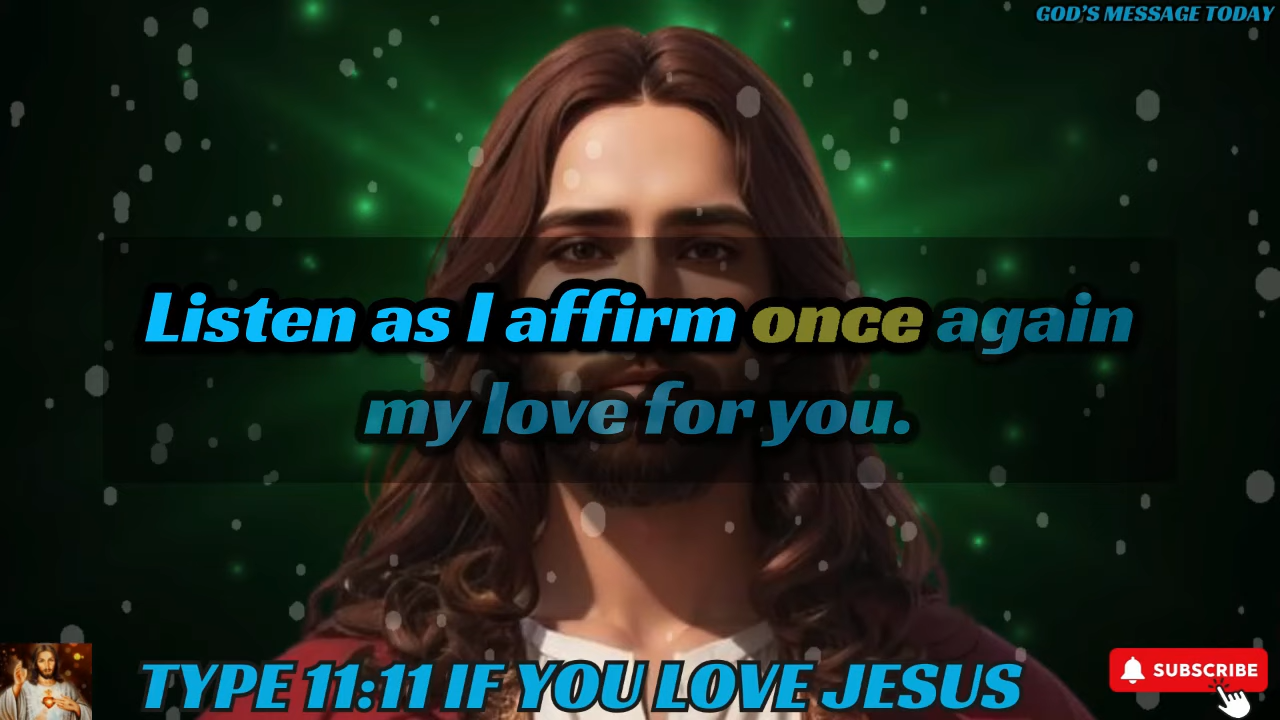 GOD'S MESSAGE TODAY
Listen as I affirm once again
my love for you.
TYPE 11:11 IF YOU LOVE JESUS
SUBSCRIBE